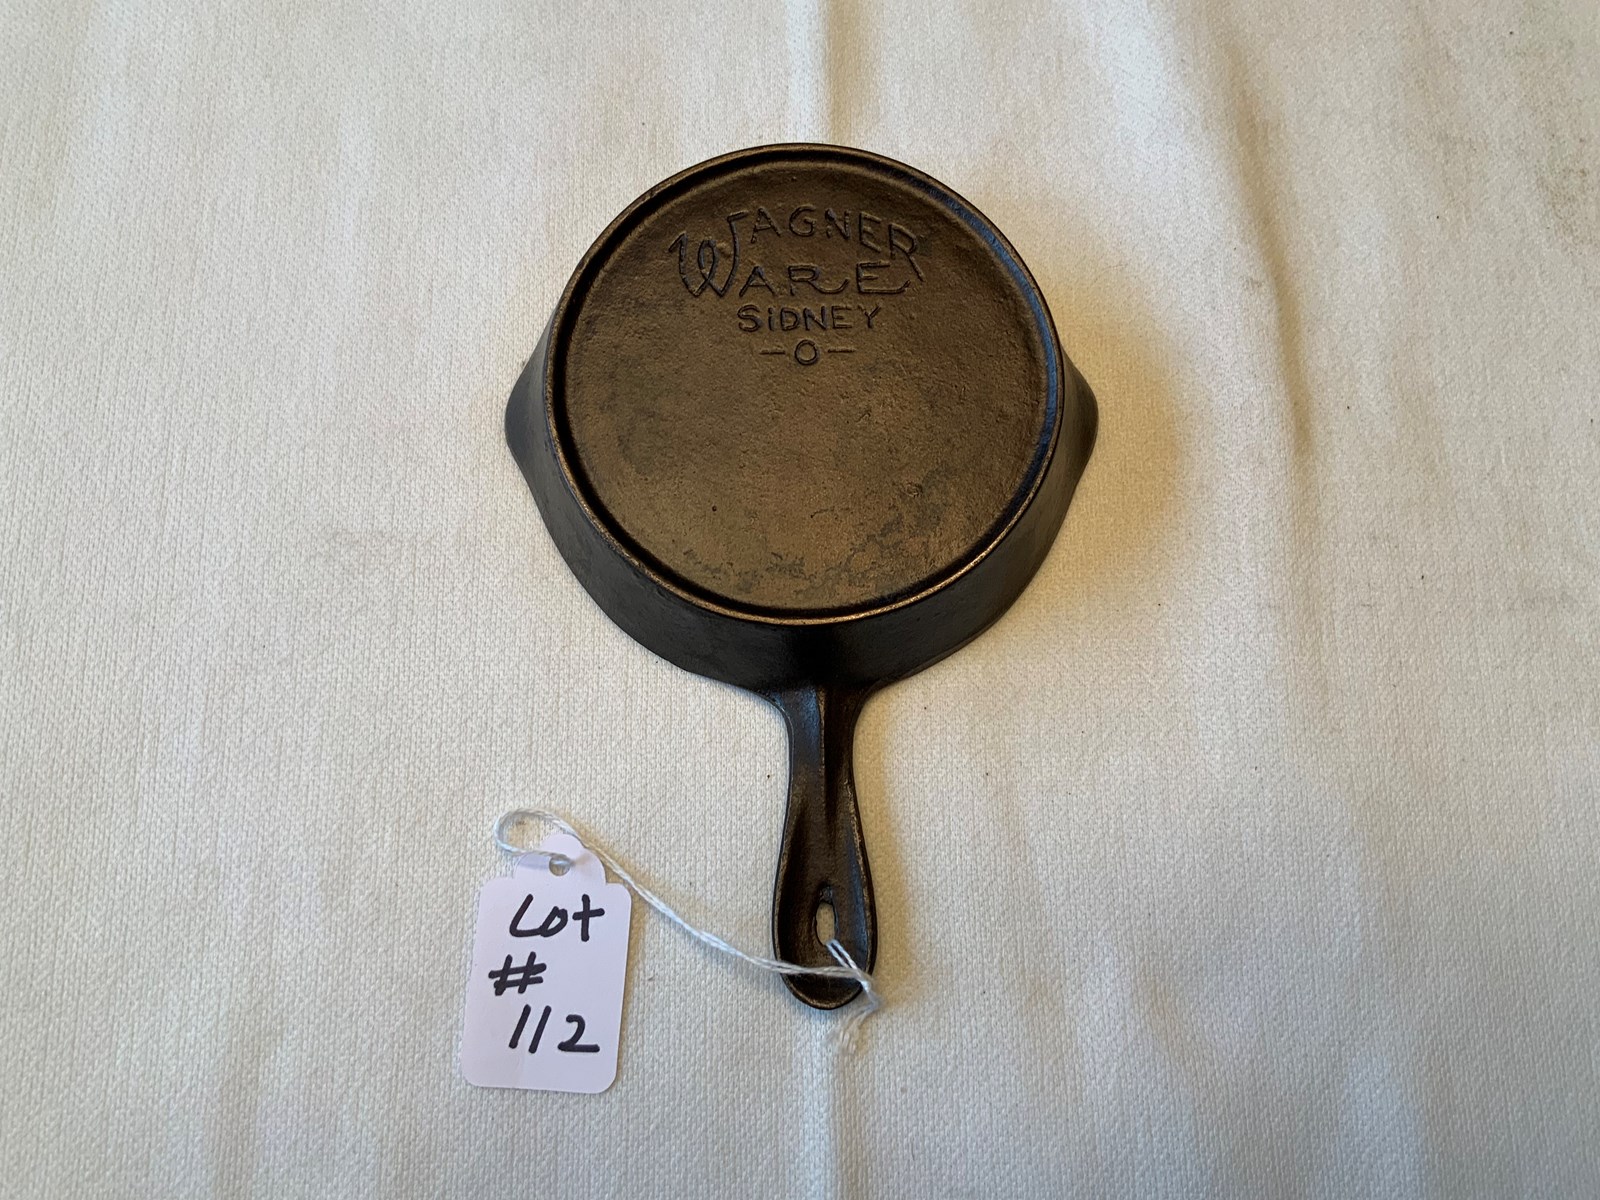 WAGNER
WARE
SiDNEY
-O-
Lot
#
112